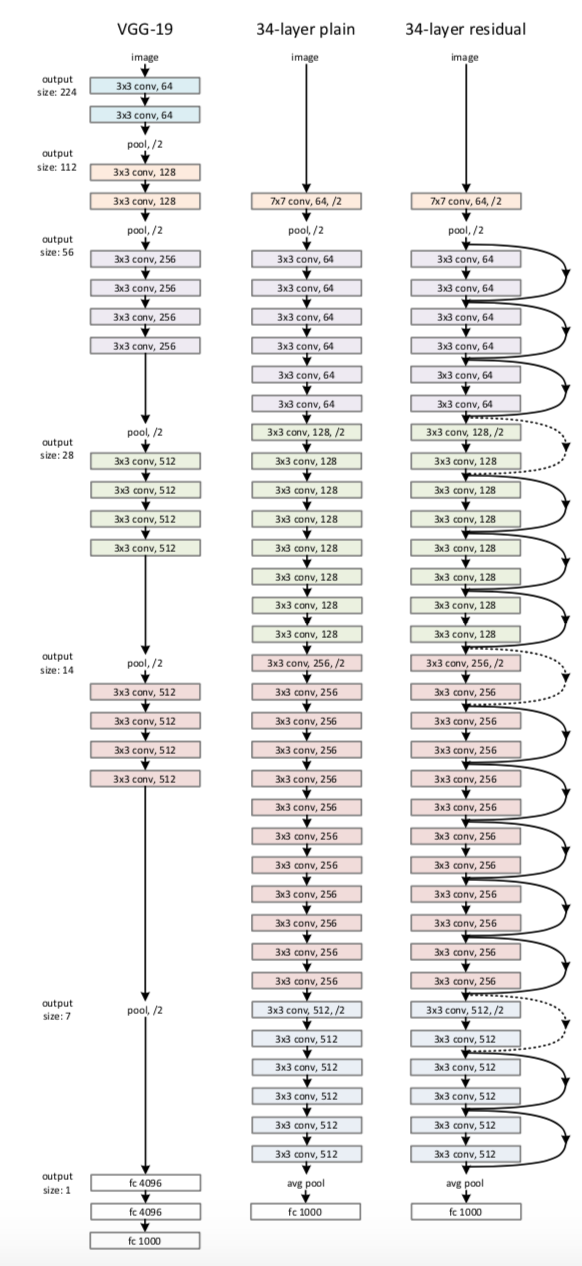 VGG-19
34-layer plain
34-layer residual
output
size: 224
image
3x3 conv, 64
3x3 conv, 64
pool, /2
output
size: 112
3x3 conv, 128
3x3 conv, 128
pool, /2
output
size: 56
3x3 conv, 256
3x3 conv, 256
3x3 conv, 256
3x3 conv, 256
pool, /2
output
size: 28
3x3 conv, 512
3x3 conv, 512
3x3 conv, 512
3x3 conv, 512
pool, /2
output
size: 14
3x3 conv, 512
3x3 conv, 512
3x3 conv, 512
3x3 conv, 512
pool, /2
output
size: 7
output
size: 1
fc 4096
fc 4096
fc 1000
image
7x7 conv, 64, /2
pool, /2
3x3 conv, 64
3x3 conv, 64
3x3 conv, 64
3x3 conv, 64
3x3 conv, 64
3x3 conv, 64
3x3 conv, 128, /2
3x3 conv, 128
3x3 conv, 128
3x3 conv, 128
3x3 conv, 128
3x3 conv, 128
3x3 conv, 128
3x3 conv, 128
3x3 conv, 256, /2
3x3 conv, 256
3x3 conv, 256
3x3 conv, 256
3x3 conv, 256
3x3 conv, 256
3x3 conv, 256
3x3 conv, 256
3x3 conv, 256
3x3 conv, 256
3x3 conv, 256
3x3 conv, 256
3x3 conv, 512, /2
3x3 conv, 512
3x3 conv, 512
3x3 conv, 512
3x3 conv, 512
3x3 conv, 512
avg pool
fc 1000
image
7x7 conv, 64, /2
pool, /2
3x3 conv, 64
3x3 conv, 64
3x3 conv, 64
3x3 conv, 64
3x3 conv, 64
3x3 conv, 64
3x3 conv, 128, /2
3x3 conv, 128
3x3 conv, 128
3x3 conv, 128
3x3 conv, 128
3x3 conv, 128
3x3 conv, 128
3x3 conv, 128
3x3 conv, 256, /2
3x3 conv, 256
3x3 conv, 256
3x3 conv, 256
3x3 conv, 256
3x3 conv, 256
3x3 conv, 256
3x3 conv, 256
3x3 conv, 256
3x3 conv, 256
3x3 conv, 256
3x3 conv, 256
3x3 conv, 512, /2
3x3 conv, 512
3x3 conv, 512
3x3 conv, 512
3x3 conv, 512
3x3 conv, 512
avg pool
fc 1000